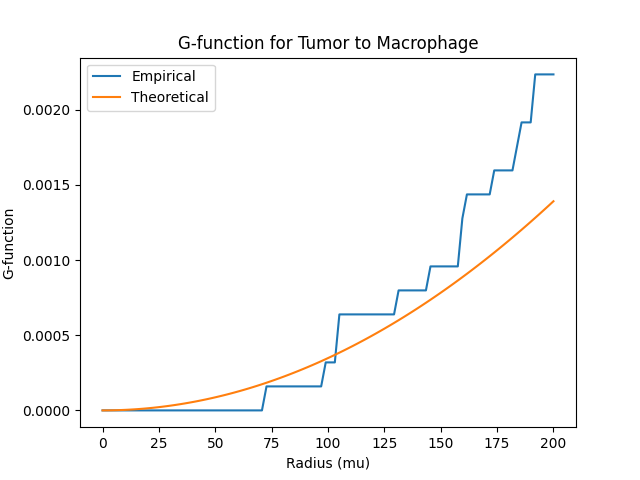 G-function for Tumor to Macrophage
Empirical
Theoretical
G-function
0.0020
0.0015
0.0010
0.0005
0.0000
0
25
50
75
100
125
150
175
200
Radius (mu)